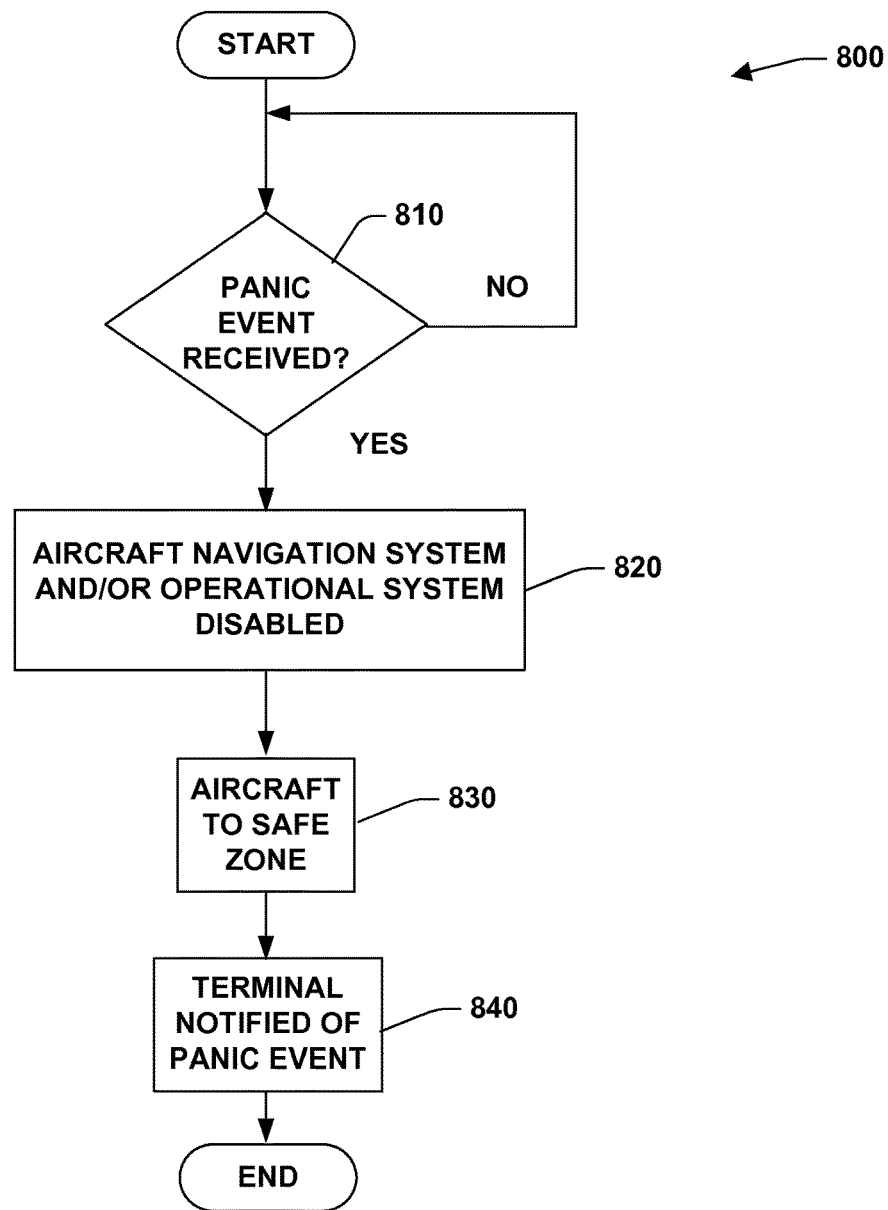 START
800
810
PANIC
EVENT
RECEIVED?
NO
YES
AIRCRAFT NAVIGATION SYSTEM
AND/OR OPERATIONAL SYSTEM
DISABLED
820
AIRCRAFT
TO SAFE
ZONE
830
TERMINAL
NOTIFIED OF
PANIC EVENT
840
END